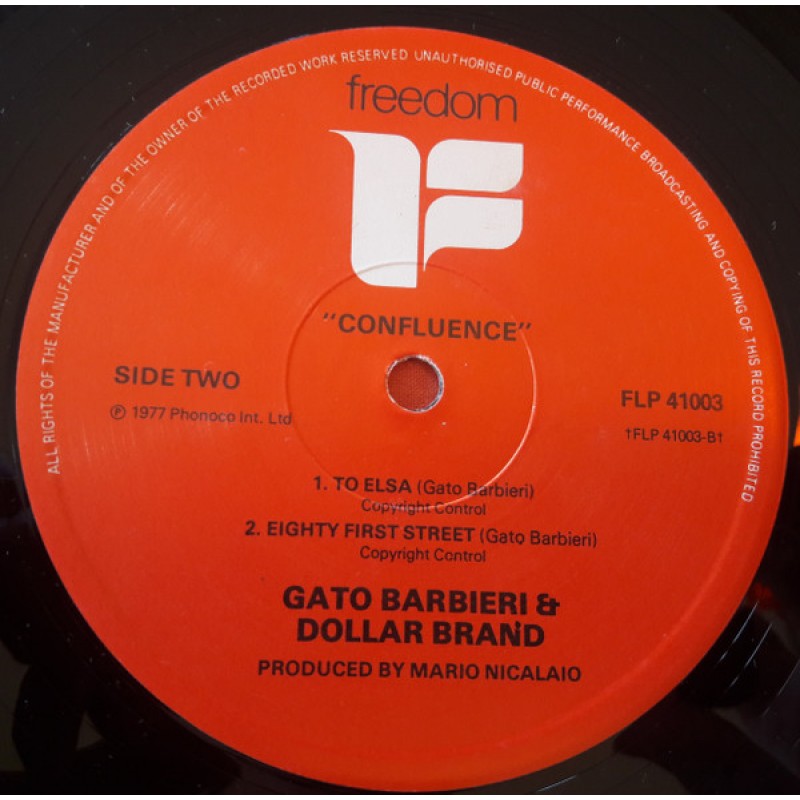 ALL RIGHTS OF THE MANUFACTURER AND OF THE OWNER OF THE RECORDED WORK RESERVED UNAUTHORISED PUBLIC PERFORMANCE BROADCASTING AND COPYING OF THIS RECORD PROHIBITED
freedom
F
"CONFLUENCE"
SIDE TWO
FLP 41003
℗ 1977 Phonoco Int. Ltd
†FLP 41003-B†
1. TO ELSA (Gato Barbieri)
Copyright Control
2. EIGHTY FIRST STREET (Gato Barbieri)
Copyright Control
GATO BARBIERI &
DOLLAR BRAND
PRODUCED BY MARIO NICALAIO